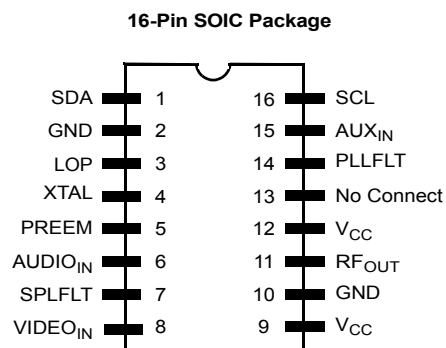 16-Pin SOIC Package
SDA 1 16 SCL
GND 2 15 AUXIN
LOP 3 14 PLLFLT
XTAL 4 13 No Connect
PREEM 5 12 VCC
AUDIOIN 6 11 RFOUT
SPLFLT 7 10 GND
VIDEOIN 8 9 VCC